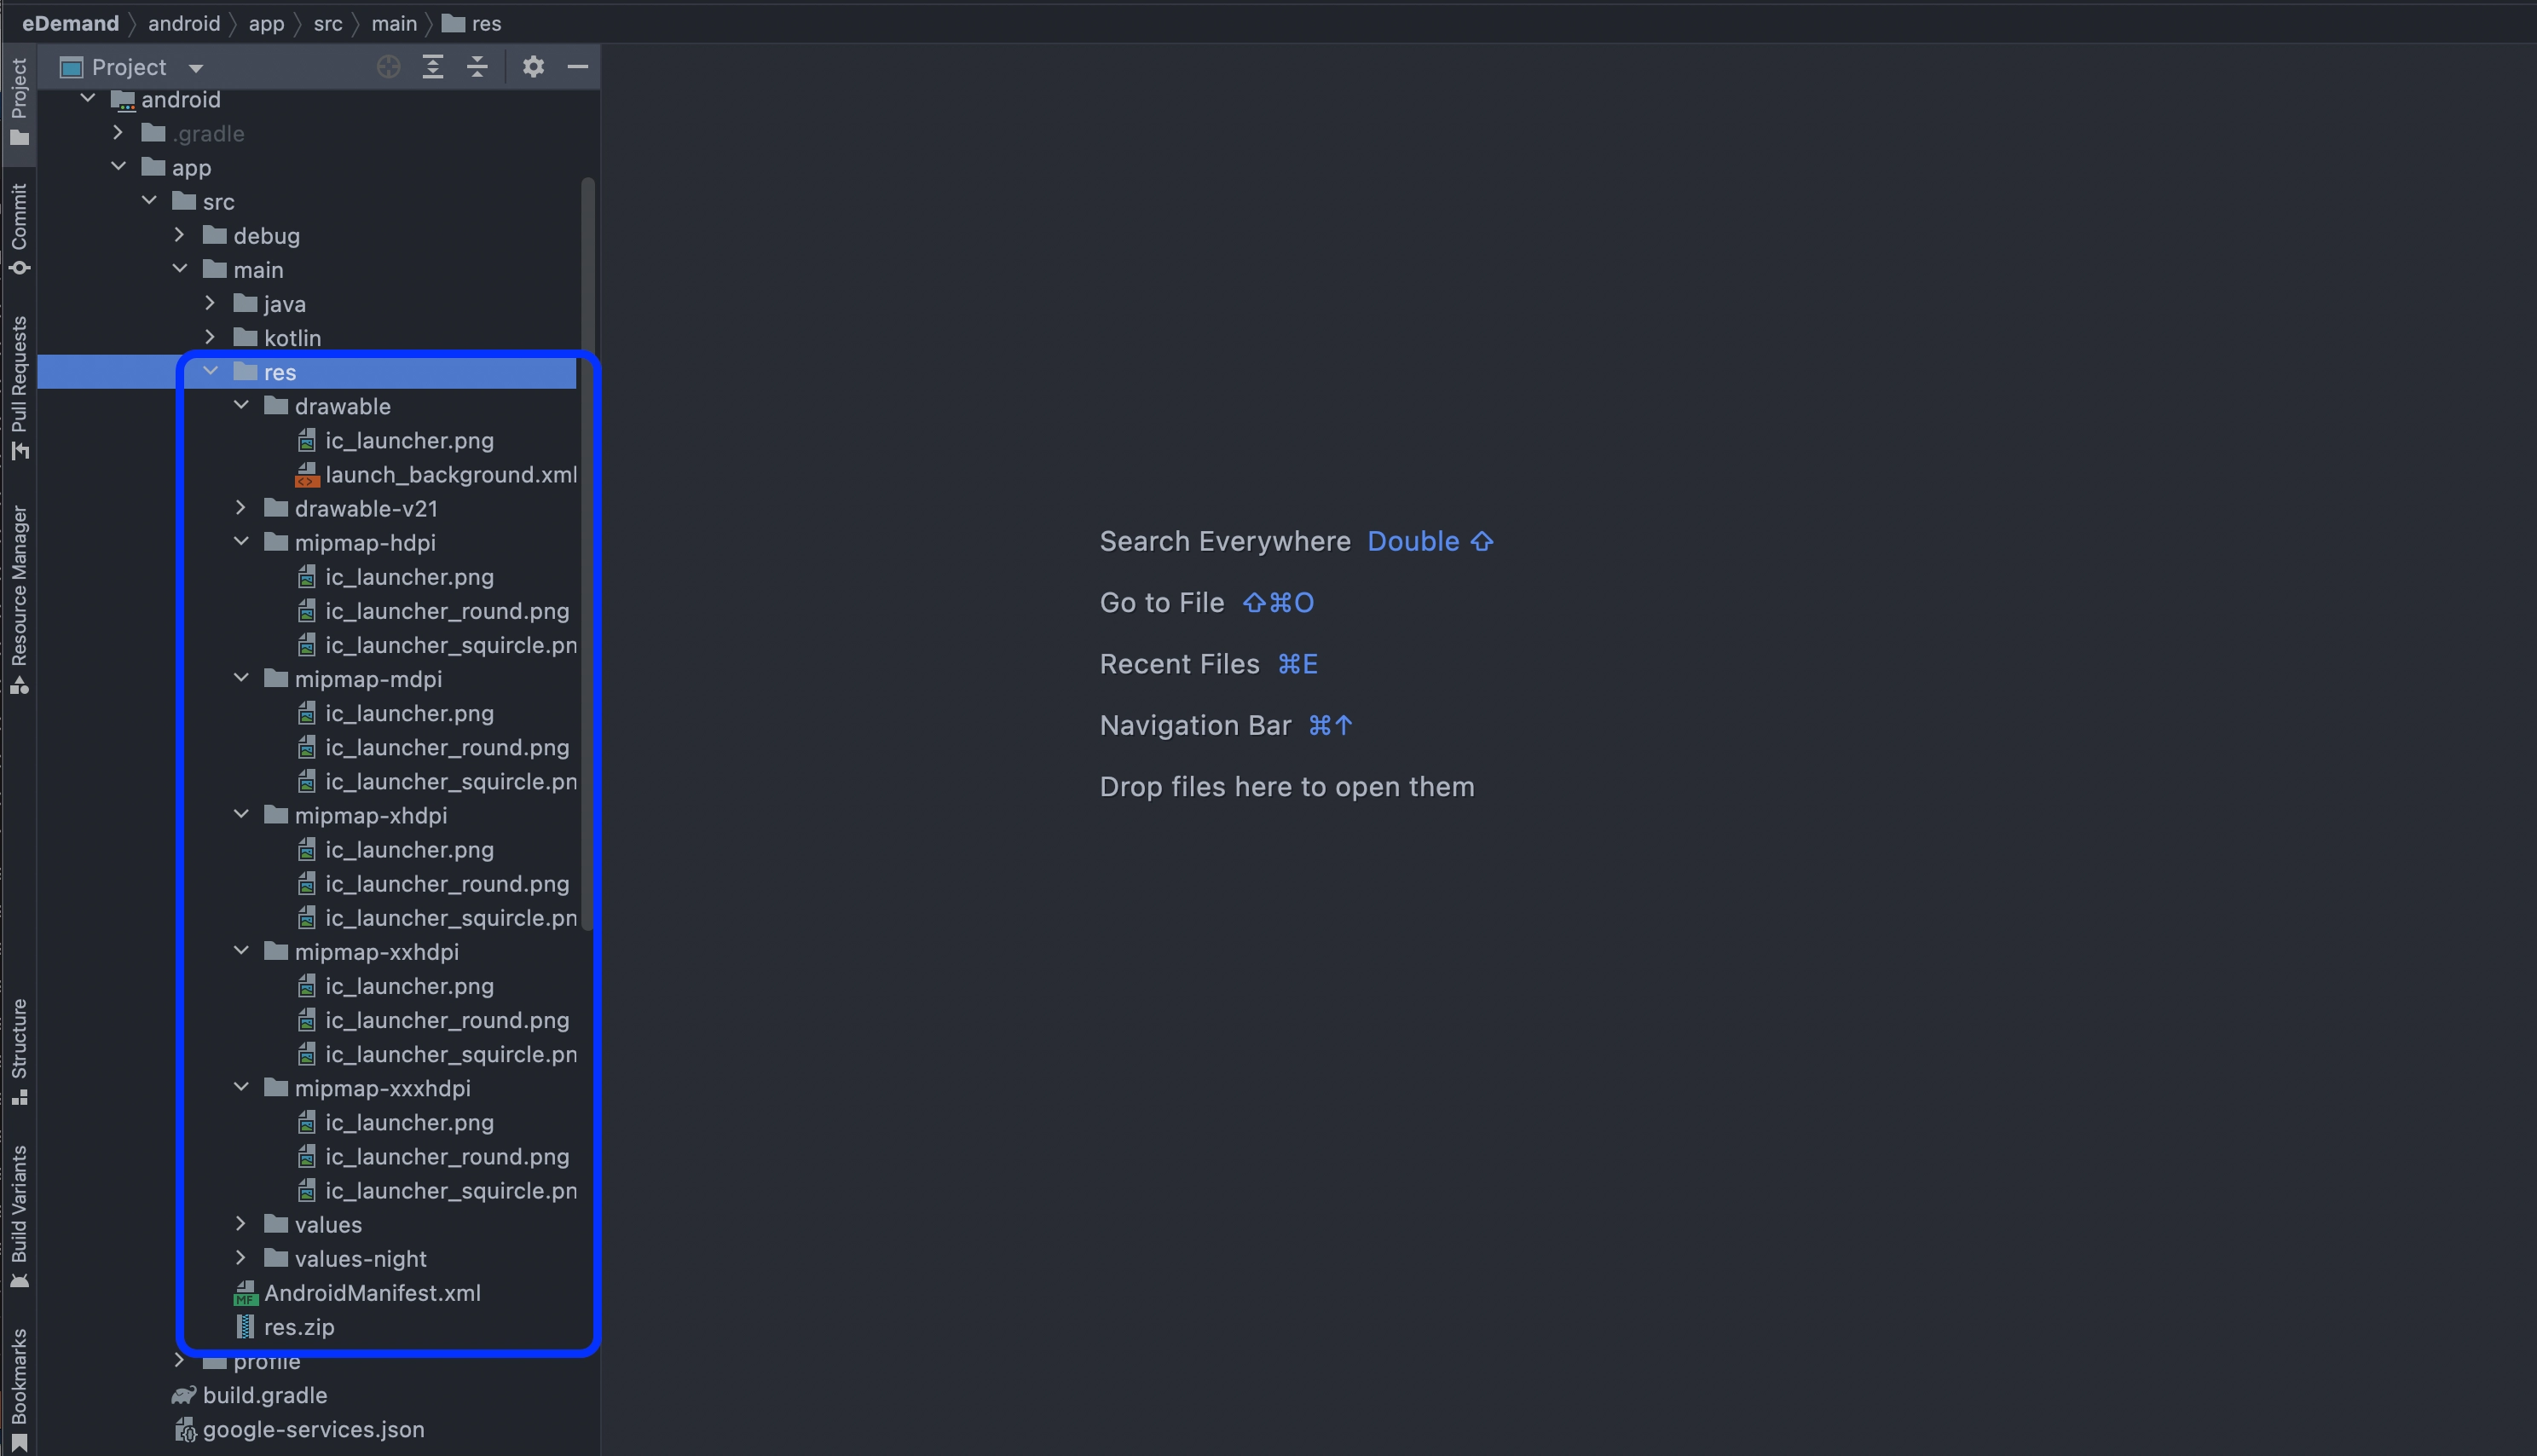 eDemand android app src main res
Project
Project
Commit
Pull Requests
Resource Manager
Structure
Build Variants
Bookmarks
android
.gradle
app
src
debug
main
java
kotlin
res
drawable
ic_launcher.png
launch_background.xml
drawable-v21
mipmap-hdpi
ic_launcher.png
ic_launcher_round.png
ic_launcher_squircle.pn
mipmap-mdpi
ic_launcher.png
ic_launcher_round.png
ic_launcher_squircle.pn
mipmap-xhdpi
ic_launcher.png
ic_launcher_round.png
ic_launcher_squircle.pn
mipmap-xxhdpi
ic_launcher.png
ic_launcher_round.png
ic_launcher_squircle.pn
mipmap-xxxhdpi
ic_launcher.png
ic_launcher_round.png
ic_launcher_squircle.pn
values
values-night
MF AndroidManifest.xml
res.zip
profile
build.gradle
google-services.json
Search Everywhere Double ⇧
Go to File ⇧⌘O
Recent Files ⌘E
Navigation Bar ⌘↑
Drop files here to open them